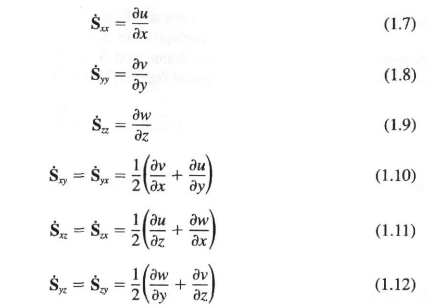 Ṡxx = ∂u/∂x (1.7)
Ṡyy = ∂v/∂y (1.8)
Ṡzz = ∂w/∂z (1.9)
Ṡxy = Ṡyx = 1/2(∂v/∂x + ∂u/∂y) (1.10)
Ṡxz = Ṡzx = 1/2(∂u/∂z + ∂w/∂x) (1.11)
Ṡyz = Ṡzy = 1/2(∂w/∂y + ∂v/∂z) (1.12)